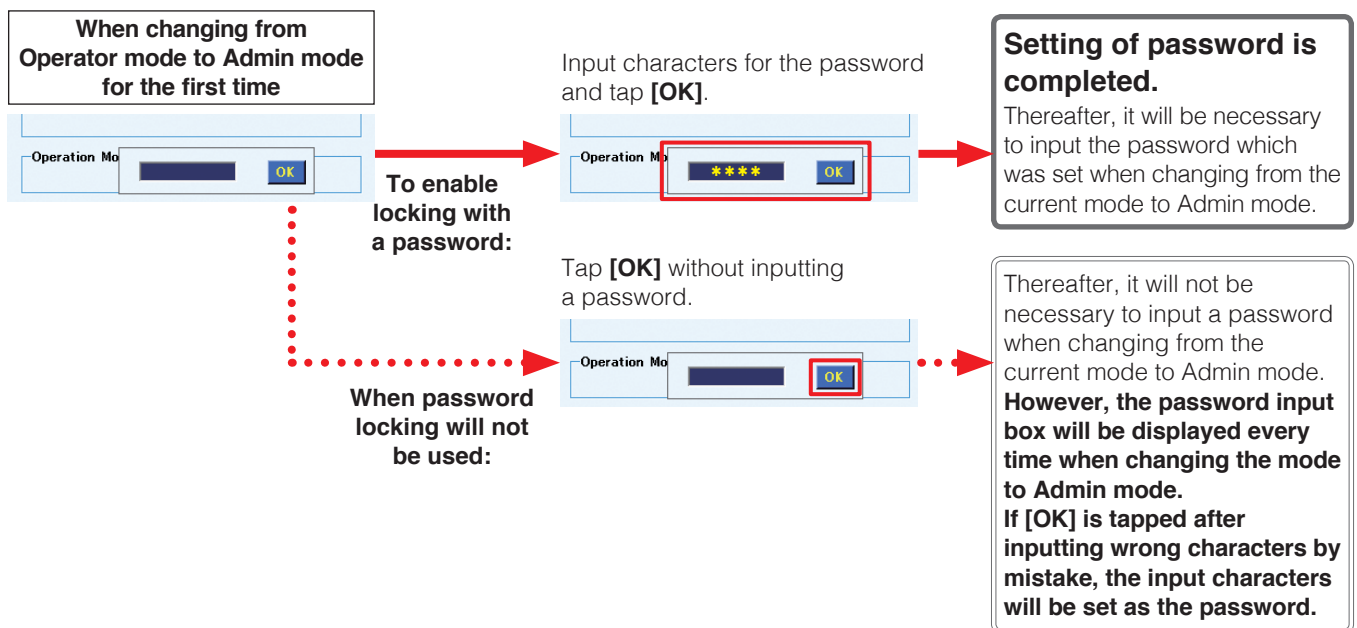 When changing from
Operator mode to Admin mode
for the first time
Operation Mo
OK
To enable
locking with
a password:
Input characters for the password
and tap [OK].
Operation Mo
****
OK
Setting of password is
completed.
Thereafter, it will be necessary
to input the password which
was set when changing from the
current mode to Admin mode.
When password
locking will not
be used:
Tap [OK] without inputting
a password.
Operation Mo
OK
Thereafter, it will not be
necessary to input a password
when changing from the
current mode to Admin mode.
However, the password input
box will be displayed every
time when changing the mode
to Admin mode.
If [OK] is tapped after
inputting wrong characters by
mistake, the input characters
will be set as the password.